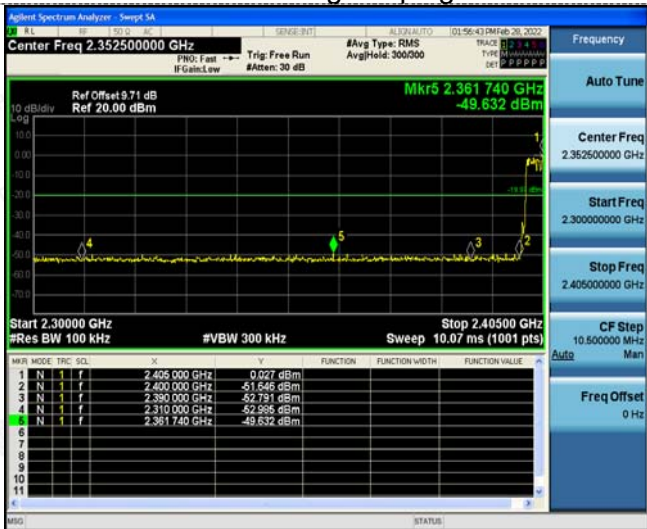 Agilent Spectrum Analyzer - Swept SA
RL RF 50 Ω AC SENSE:INT ALIGNAUTO 01:56:43 PM Feb 28, 2022
Center Freq 2.352500000 GHz
PNO: Fast
IFGain:Low
Trig: Free Run
#Atten: 30 dB
#Avg Type: RMS
Avg|Hold: 300/300
TRACE 1 2 3 4 5 6
TYPE
DET P P P P P P
Ref Offset 9.71 dB
Ref 20.00 dBm
10 dB/div
Log
Mkr5 2.361 740 GHz
-49.632 dBm
10.0
0.00
-10.0
-20.0
-30.0
-40.0
-50.0
-60.0
-70.0
1
2
3
4
5
Start 2.30000 GHz
Stop 2.40500 GHz
#Res BW 100 kHz #VBW 300 kHz Sweep 10.07 ms (1001 pts)
MKR MODE TRC SCL X Y FUNCTION FUNCTION WIDTH FUNCTION VALUE
1 N 1 f 2.405 000 GHz 0.027 dBm
2 N 1 f 2.400 000 GHz -51.646 dBm
3 N 1 f 2.390 000 GHz -52.791 dBm
4 N 1 f 2.310 000 GHz -52.985 dBm
5 N 1 f 2.361 740 GHz -49.632 dBm
6
7
8
9
10
11
MSG STATUS
Frequency
Auto Tune
Center Freq
2.352500000 GHz
Start Freq
2.300000000 GHz
Stop Freq
2.405000000 GHz
CF Step
10.500000 MHz
Auto Man
Freq Offset
0 Hz